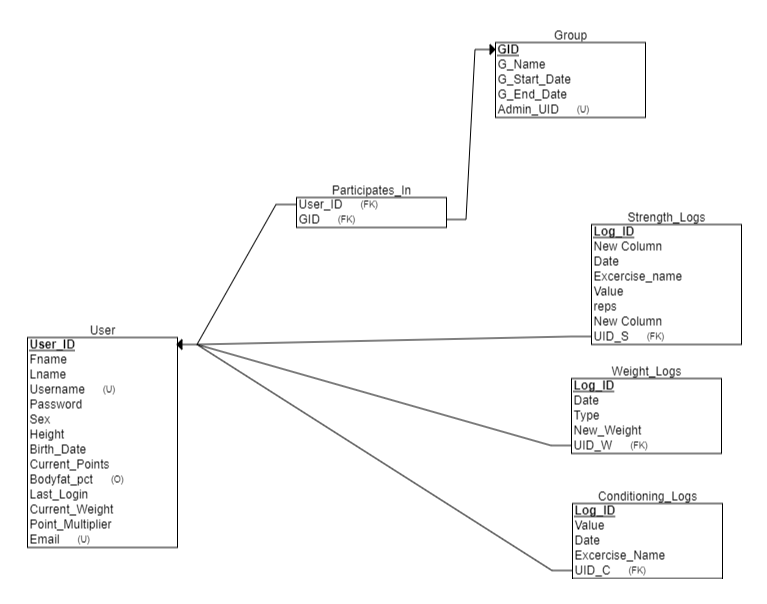 Group
GID
G_Name
G_Start_Date
G_End_Date
Admin_UID (U)
Participates_In
User_ID (FK)
GID (FK)
Strength_Logs
Log_ID
New Column
Date
Excercise_name
Value
reps
New Column
UID_S (FK)
User
User_ID
Fname
Lname
Username (U)
Password
Sex
Height
Birth_Date
Current_Points
Bodyfat_pct (O)
Last_Login
Current_Weight
Point_Multiplier
Email (U)
Weight_Logs
Log_ID
Date
Type
New_Weight
UID_W (FK)
Conditioning_Logs
Log_ID
Value
Date
Excercise_Name
UID_C (FK)